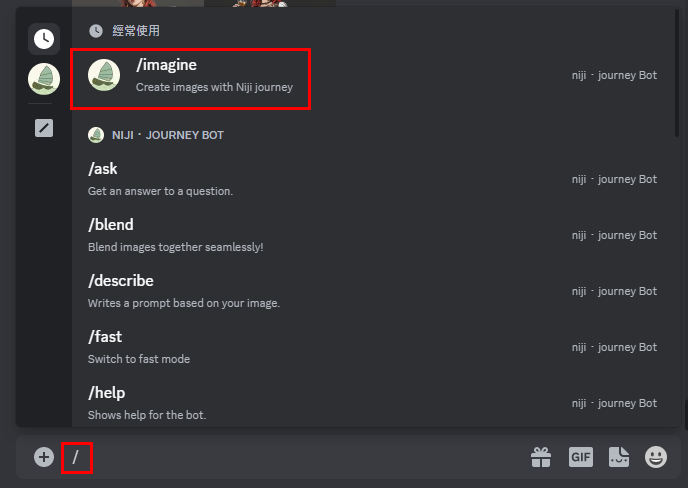 經常使用
/imagine
Create images with Niji journey
niji・journey Bot
NIJI・JOURNEY BOT
/ask
Get an answer to a question.
niji・journey Bot
/blend
Blend images together seamlessly!
niji・journey Bot
/describe
Writes a prompt based on your image.
niji・journey Bot
/fast
Switch to fast mode
niji・journey Bot
/help
Shows help for the bot.
niji・journey Bot
/
GIF